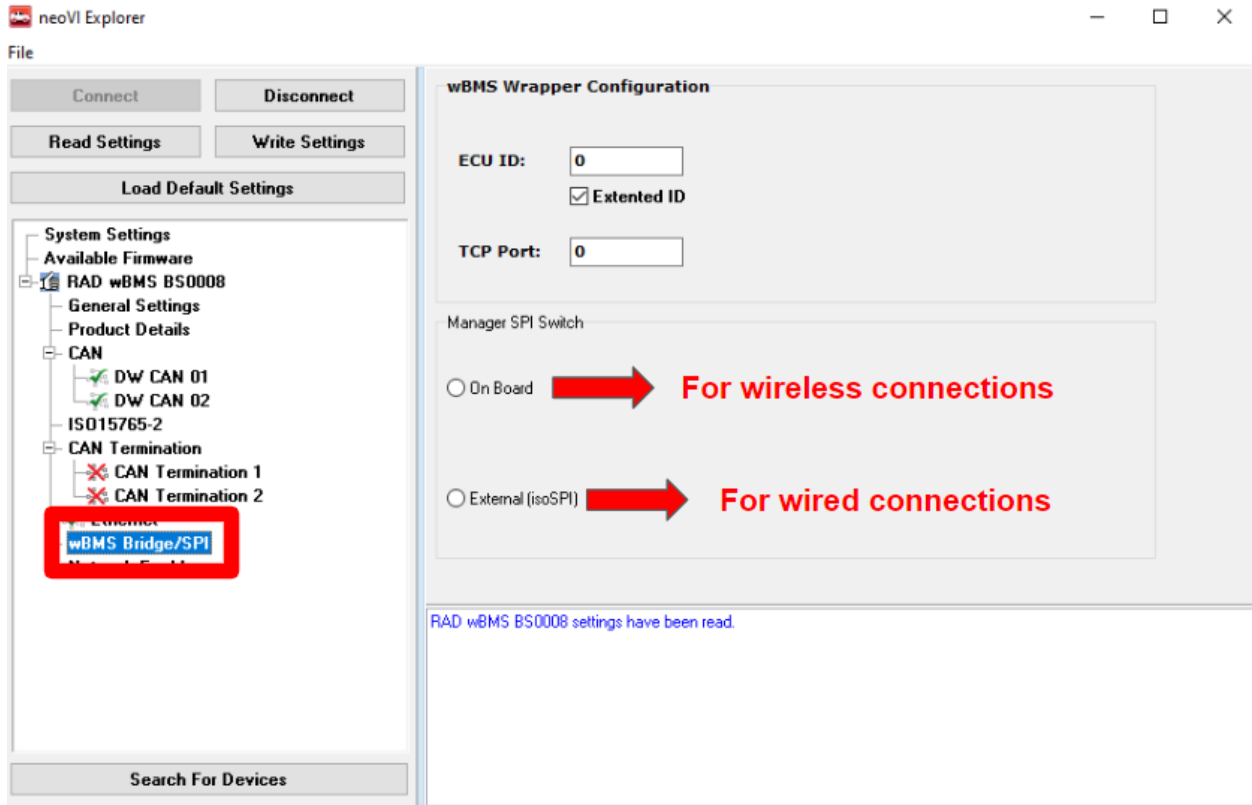 neoVI Explorer
File
Connect
Disconnect
Read Settings
Write Settings
Load Default Settings
System Settings
Available Firmware
RAD wBMS BS0008
General Settings
Product Details
CAN
DW CAN 01
DW CAN 02
ISO15765-2
CAN Termination
CAN Termination 1
CAN Termination 2
Ethernet
wBMS Bridge/SPI
Search For Devices
wBMS Wrapper Configuration
ECU ID:
0
Extented ID
TCP Port:
0
Manager SPI Switch
On Board
For wireless connections
External (isoSPI)
For wired connections
RAD wBMS BS0008 settings have been read.